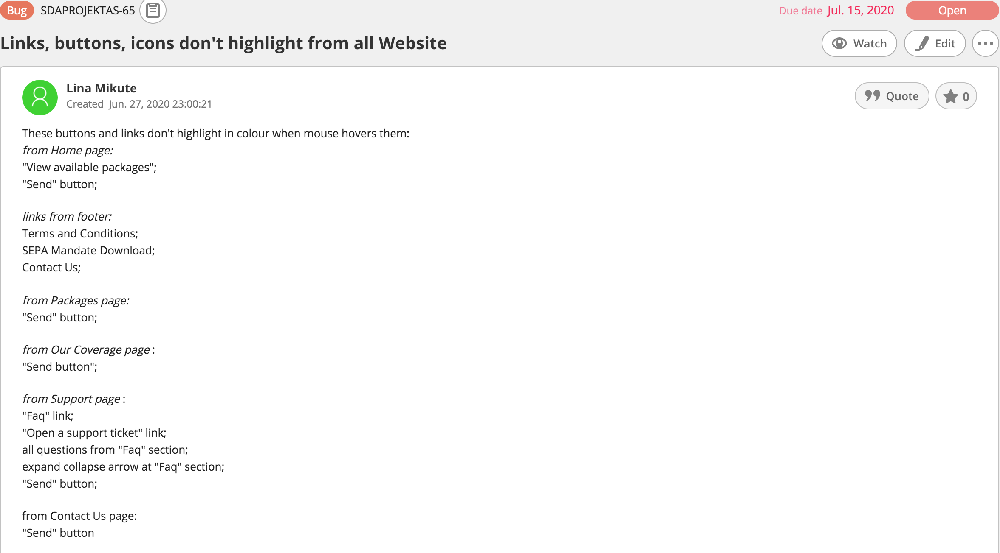 Bug SDAPROJEKTAS-65 Due date Jul. 15, 2020 Open
Links, buttons, icons don't highlight from all Website Watch Edit
Lina Mikute
Created Jun. 27, 2020 23:00:21 Quote 0
These buttons and links don't highlight in colour when mouse hovers them:
from Home page:
"View available packages";
"Send" button;
links from footer:
Terms and Conditions;
SEPA Mandate Download;
Contact Us;
from Packages page:
"Send" button;
from Our Coverage page :
"Send button";
from Support page :
"Faq" link;
"Open a support ticket" link;
all questions from "Faq" section;
expand collapse arrow at "Faq" section;
"Send" button;
from Contact Us page:
"Send" button